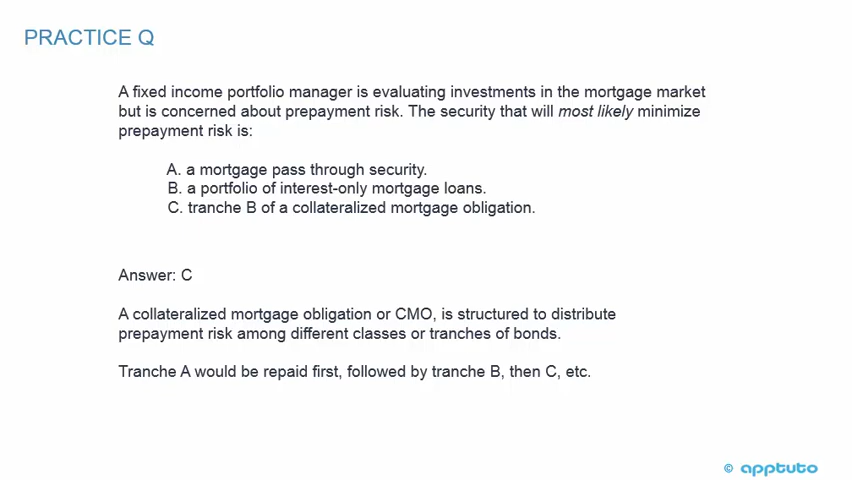 PRACTICE Q
A fixed income portfolio manager is evaluating investments in the mortgage market
but is concerned about prepayment risk. The security that will most likely minimize
prepayment risk is:
A. a mortgage pass through security.
B. a portfolio of interest-only mortgage loans.
C. tranche B of a collateralized mortgage obligation.
Answer: C
A collateralized mortgage obligation or CMO, is structured to distribute
prepayment risk among different classes or tranches of bonds.
Tranche A would be repaid first, followed by tranche B, then C, etc.
© apptuto